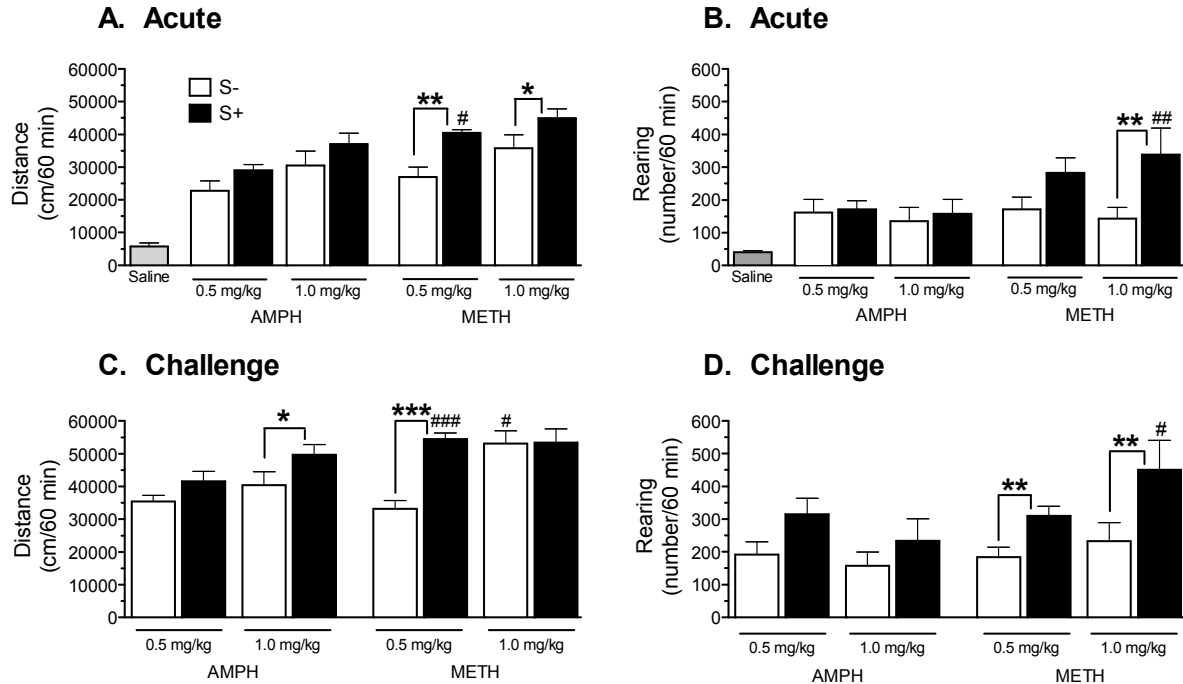 A. Acute
60000
50000
40000
30000
20000
10000
0
Distance
(cm/60 min)
S-
S+
**
#
*
Saline
0.5 mg/kg
1.0 mg/kg
0.5 mg/kg
1.0 mg/kg
AMPH
METH
B. Acute
600
500
400
300
200
100
0
Rearing
(number/60 min)
**
##
Saline
0.5 mg/kg
1.0 mg/kg
0.5 mg/kg
1.0 mg/kg
AMPH
METH
C. Challenge
60000
50000
40000
30000
20000
10000
0
Distance
(cm/60 min)
*
***
###
#
0.5 mg/kg
1.0 mg/kg
0.5 mg/kg
1.0 mg/kg
AMPH
METH
D. Challenge
600
500
400
300
200
100
0
Rearing
(number/60 min)
**
**
#
0.5 mg/kg
1.0 mg/kg
0.5 mg/kg
1.0 mg/kg
AMPH
METH